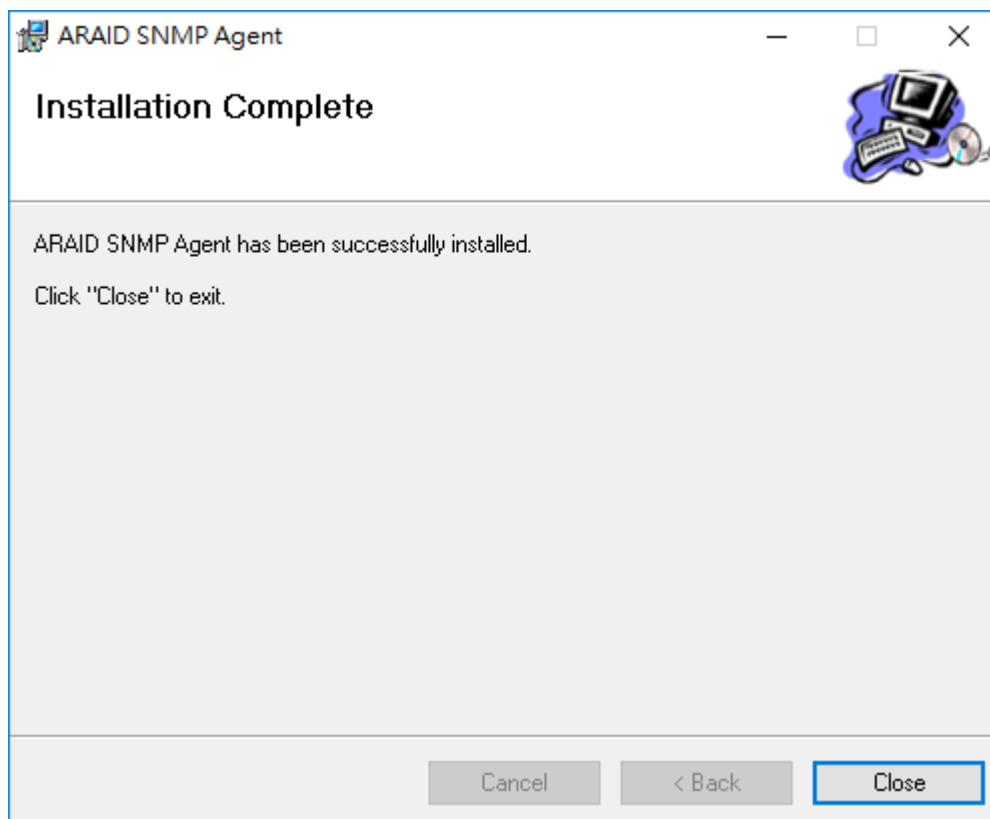 ARAID SNMP Agent
Installation Complete
ARAID SNMP Agent has been successfully installed.
Click "Close" to exit.
Cancel
< Back
Close